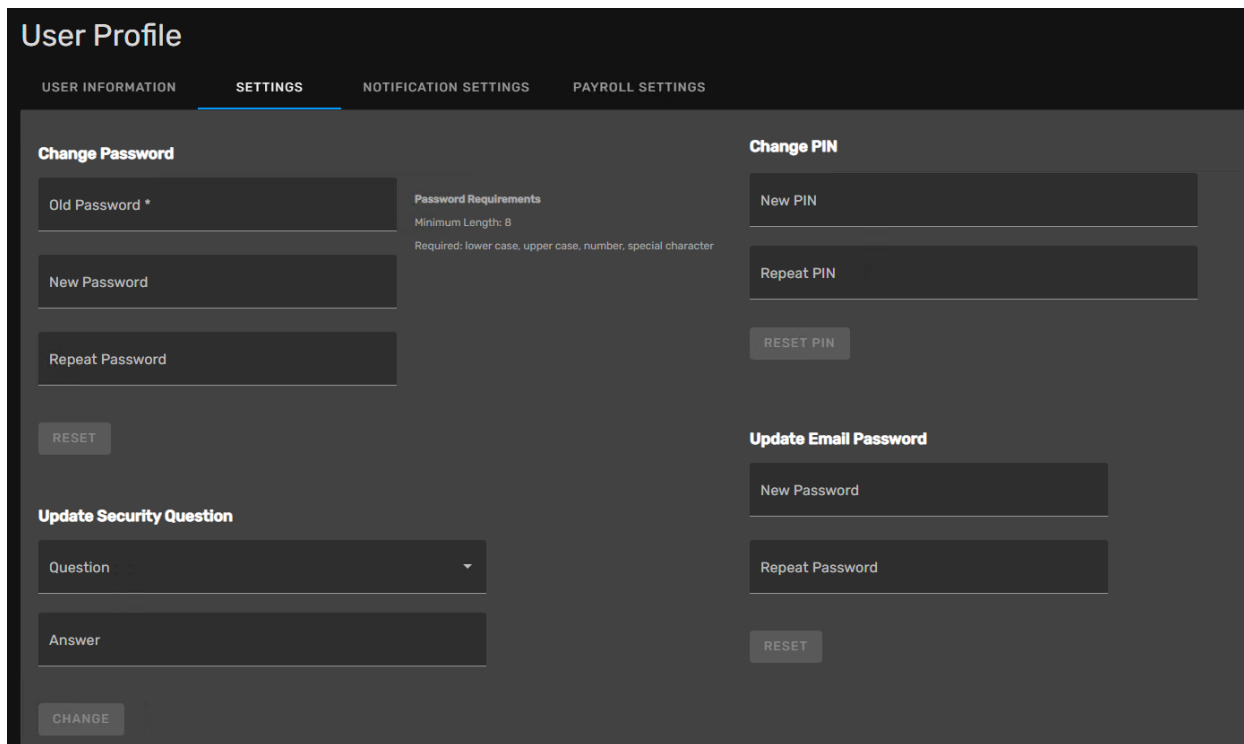 User Profile
USER INFORMATION SETTINGS NOTIFICATION SETTINGS PAYROLL SETTINGS
Change Password
Old Password *
Password Requirements
Minimum Length: 8
Required: lower case, upper case, number, special character
New Password
Repeat Password
RESET
Update Security Question
Question
Answer
CHANGE
Change PIN
New PIN
Repeat PIN
RESET PIN
Update Email Password
New Password
Repeat Password
RESET